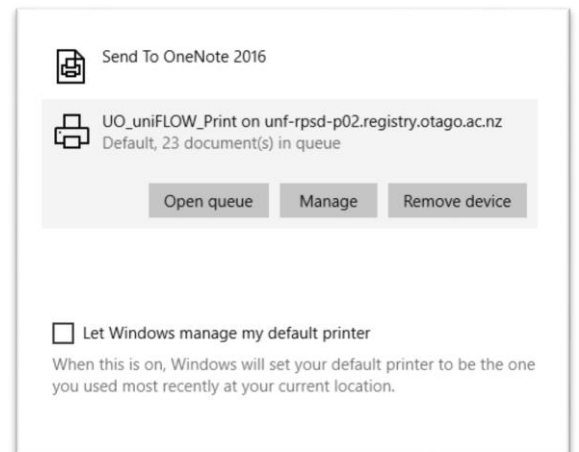 Send To OneNote 2016
UO_uniFLOW_Print on unf-rpsd-p02.registry.otago.ac.nz
Default, 23 document(s) in queue
Open queue Manage Remove device
Let Windows manage my default printer
When this is on, Windows will set your default printer to be the one
you used most recently at your current location.